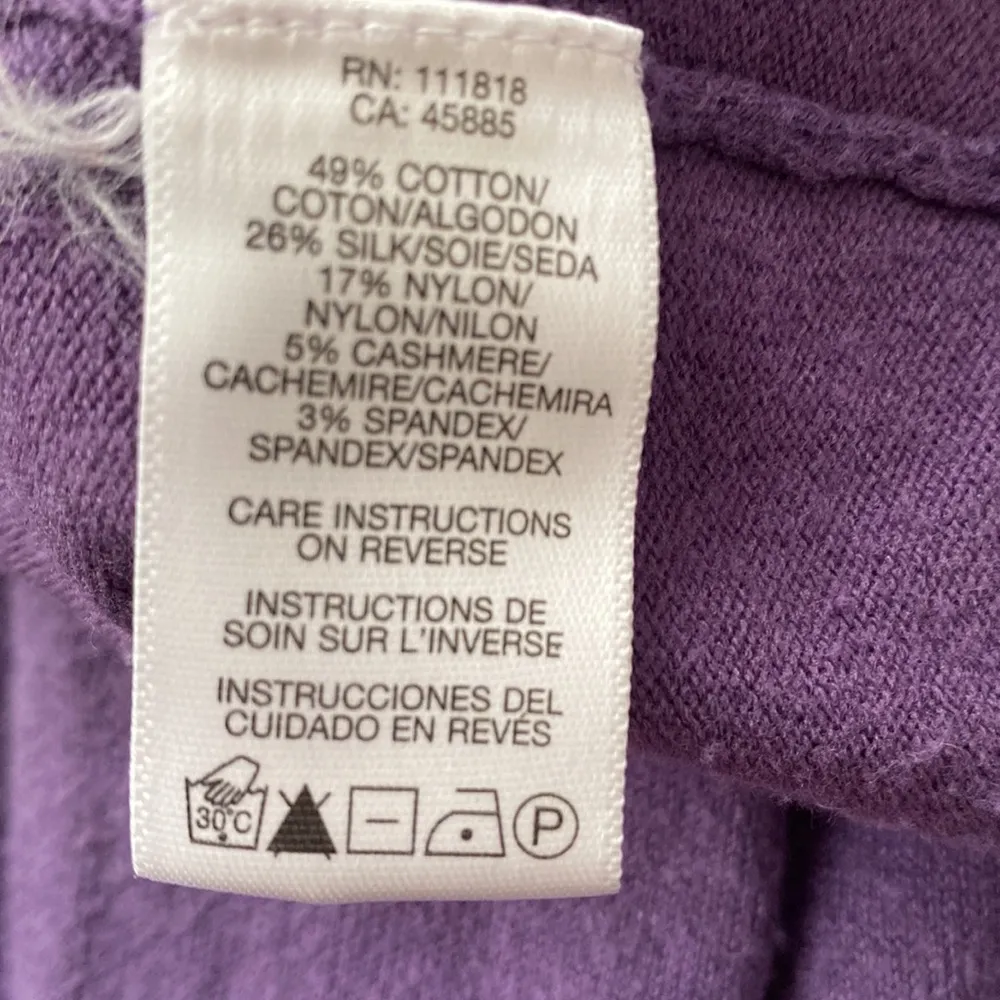 RN: 111818
CA: 45885
49% COTTON/
COTON/ALGODON
26% SILK/SOIE/SEDA
17% NYLON/
NYLON/NILON
5% CASHMERE/
CACHEMIRE/CACHEMIRA
3% SPANDEX/
SPANDEX/SPANDEX
CARE INSTRUCTIONS
ON REVERSE
INSTRUCTIONS DE
SOIN SUR L'INVERSE
INSTRUCCIONES DEL
CUIDADO EN REVÉS
30°C P